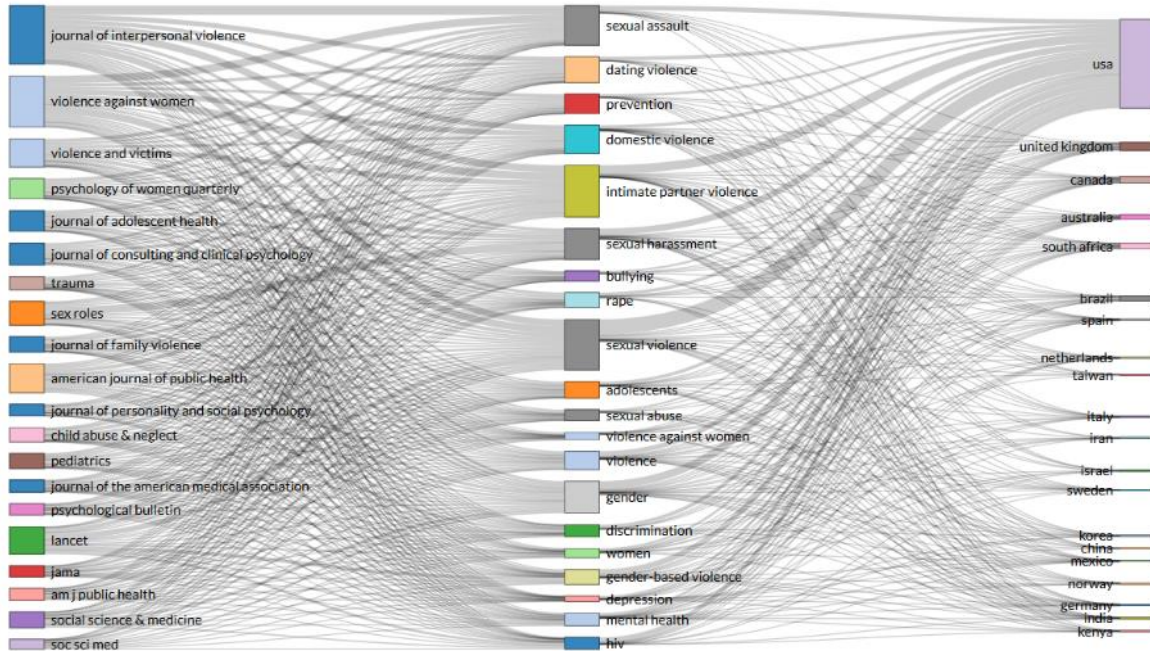 journal of interpersonal violence
violence against women
violence and victims
psychology of women quarterly
journal of adolescent health
journal of consulting and clinical psychology
trauma
sex roles
journal of family violence
american journal of public health
journal of personality and social psychology
child abuse & neglect
pediatrics
journal of the american medical association
psychological bulletin
lancet
jama
am j public health
social science & medicine
soc sci med
sexual assault
dating violence
prevention
domestic violence
intimate partner violence
sexual harassment
bullying
rape
sexual violence
adolescents
sexual abuse
violence against women
violence
gender
discrimination
women
gender-based violence
depression
mental health
hiv
usa
united kingdom
canada
australia
south africa
brazil
spain
netherlands
taiwan
italy
iran
israel
sweden
korea
china
mexico
norway
germany
india
kenya